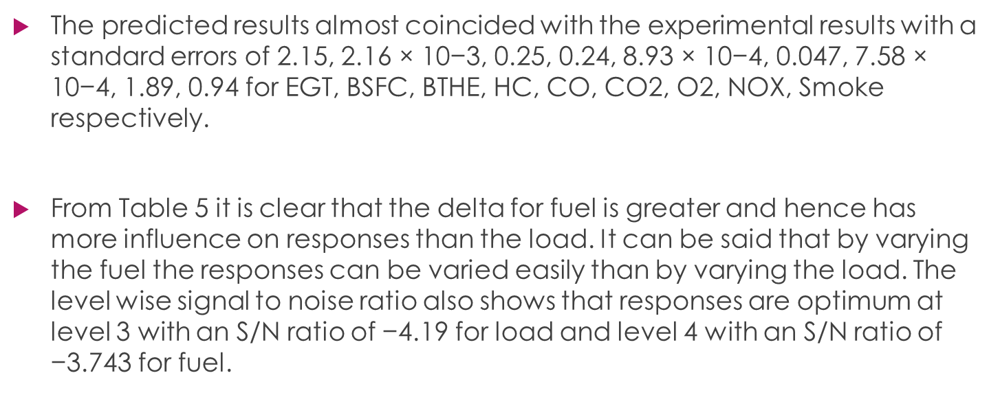 The predicted results almost coincided with the experimental results with a
standard errors of 2.15, 2.16 × 10−3, 0.25, 0.24, 8.93 × 10−4, 0.047, 7.58 ×
10−4, 1.89, 0.94 for EGT, BSFC, BTHE, HC, CO, CO2, O2, NOX, Smoke
respectively.
From Table 5 it is clear that the delta for fuel is greater and hence has
more influence on responses than the load. It can be said that by varying
the fuel the responses can be varied easily than by varying the load. The
level wise signal to noise ratio also shows that responses are optimum at
level 3 with an S/N ratio of −4.19 for load and level 4 with an S/N ratio of
−3.743 for fuel.